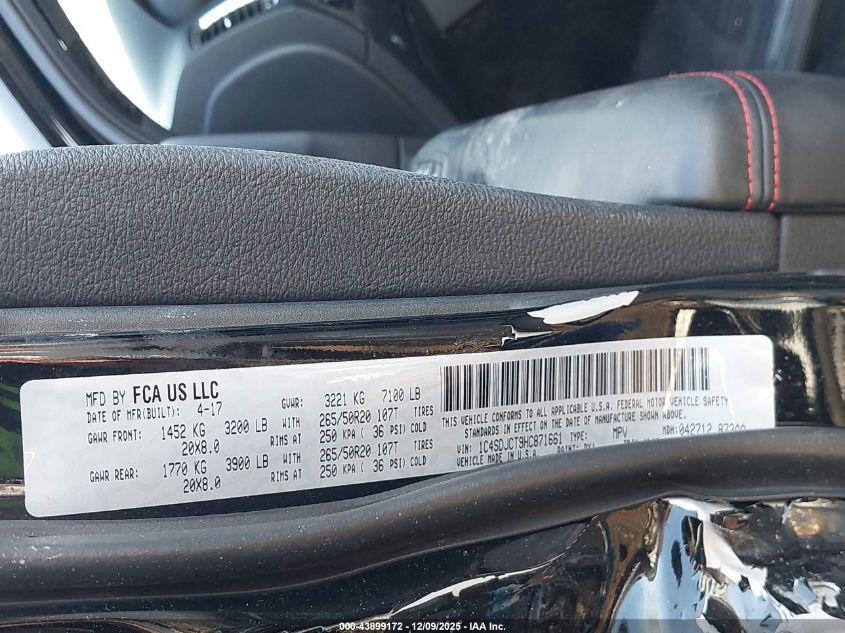 MFD BY FCA US LLC
DATE OF MFR(BUILT): 4-17 GVWR: 3221 KG 7100 LB
GAWR FRONT: 1452 KG 3200 LB WITH 265/50R20 107T TIRES
20X8.0 RIMS AT 250 KPA ( 36 PSI) COLD
GAWR REAR: 1770 KG 3900 LB WITH 265/50R20 107T TIRES
20X8.0 RIMS AT 250 KPA ( 36 PSI) COLD
THIS VEHICLE CONFORMS TO ALL APPLICABLE U.S.A. FEDERAL MOTOR VEHICLE SAFETY
STANDARDS IN EFFECT ON THE DATE OF MANUFACTURE SHOWN ABOVE.
VIN: 1C4SDJCT9HC871661 TYPE: MPV MDH: 042712
VEHICLE MADE IN U.S.A. PAINT:
000-43899172 - 12/09/2025 - IAA Inc.